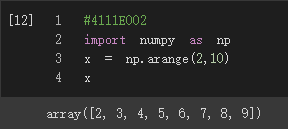 [12] 1 #4111E002
2 import numpy as np
3 x = np.arange(2,10)
4 x
array([2, 3, 4, 5, 6, 7, 8, 9])